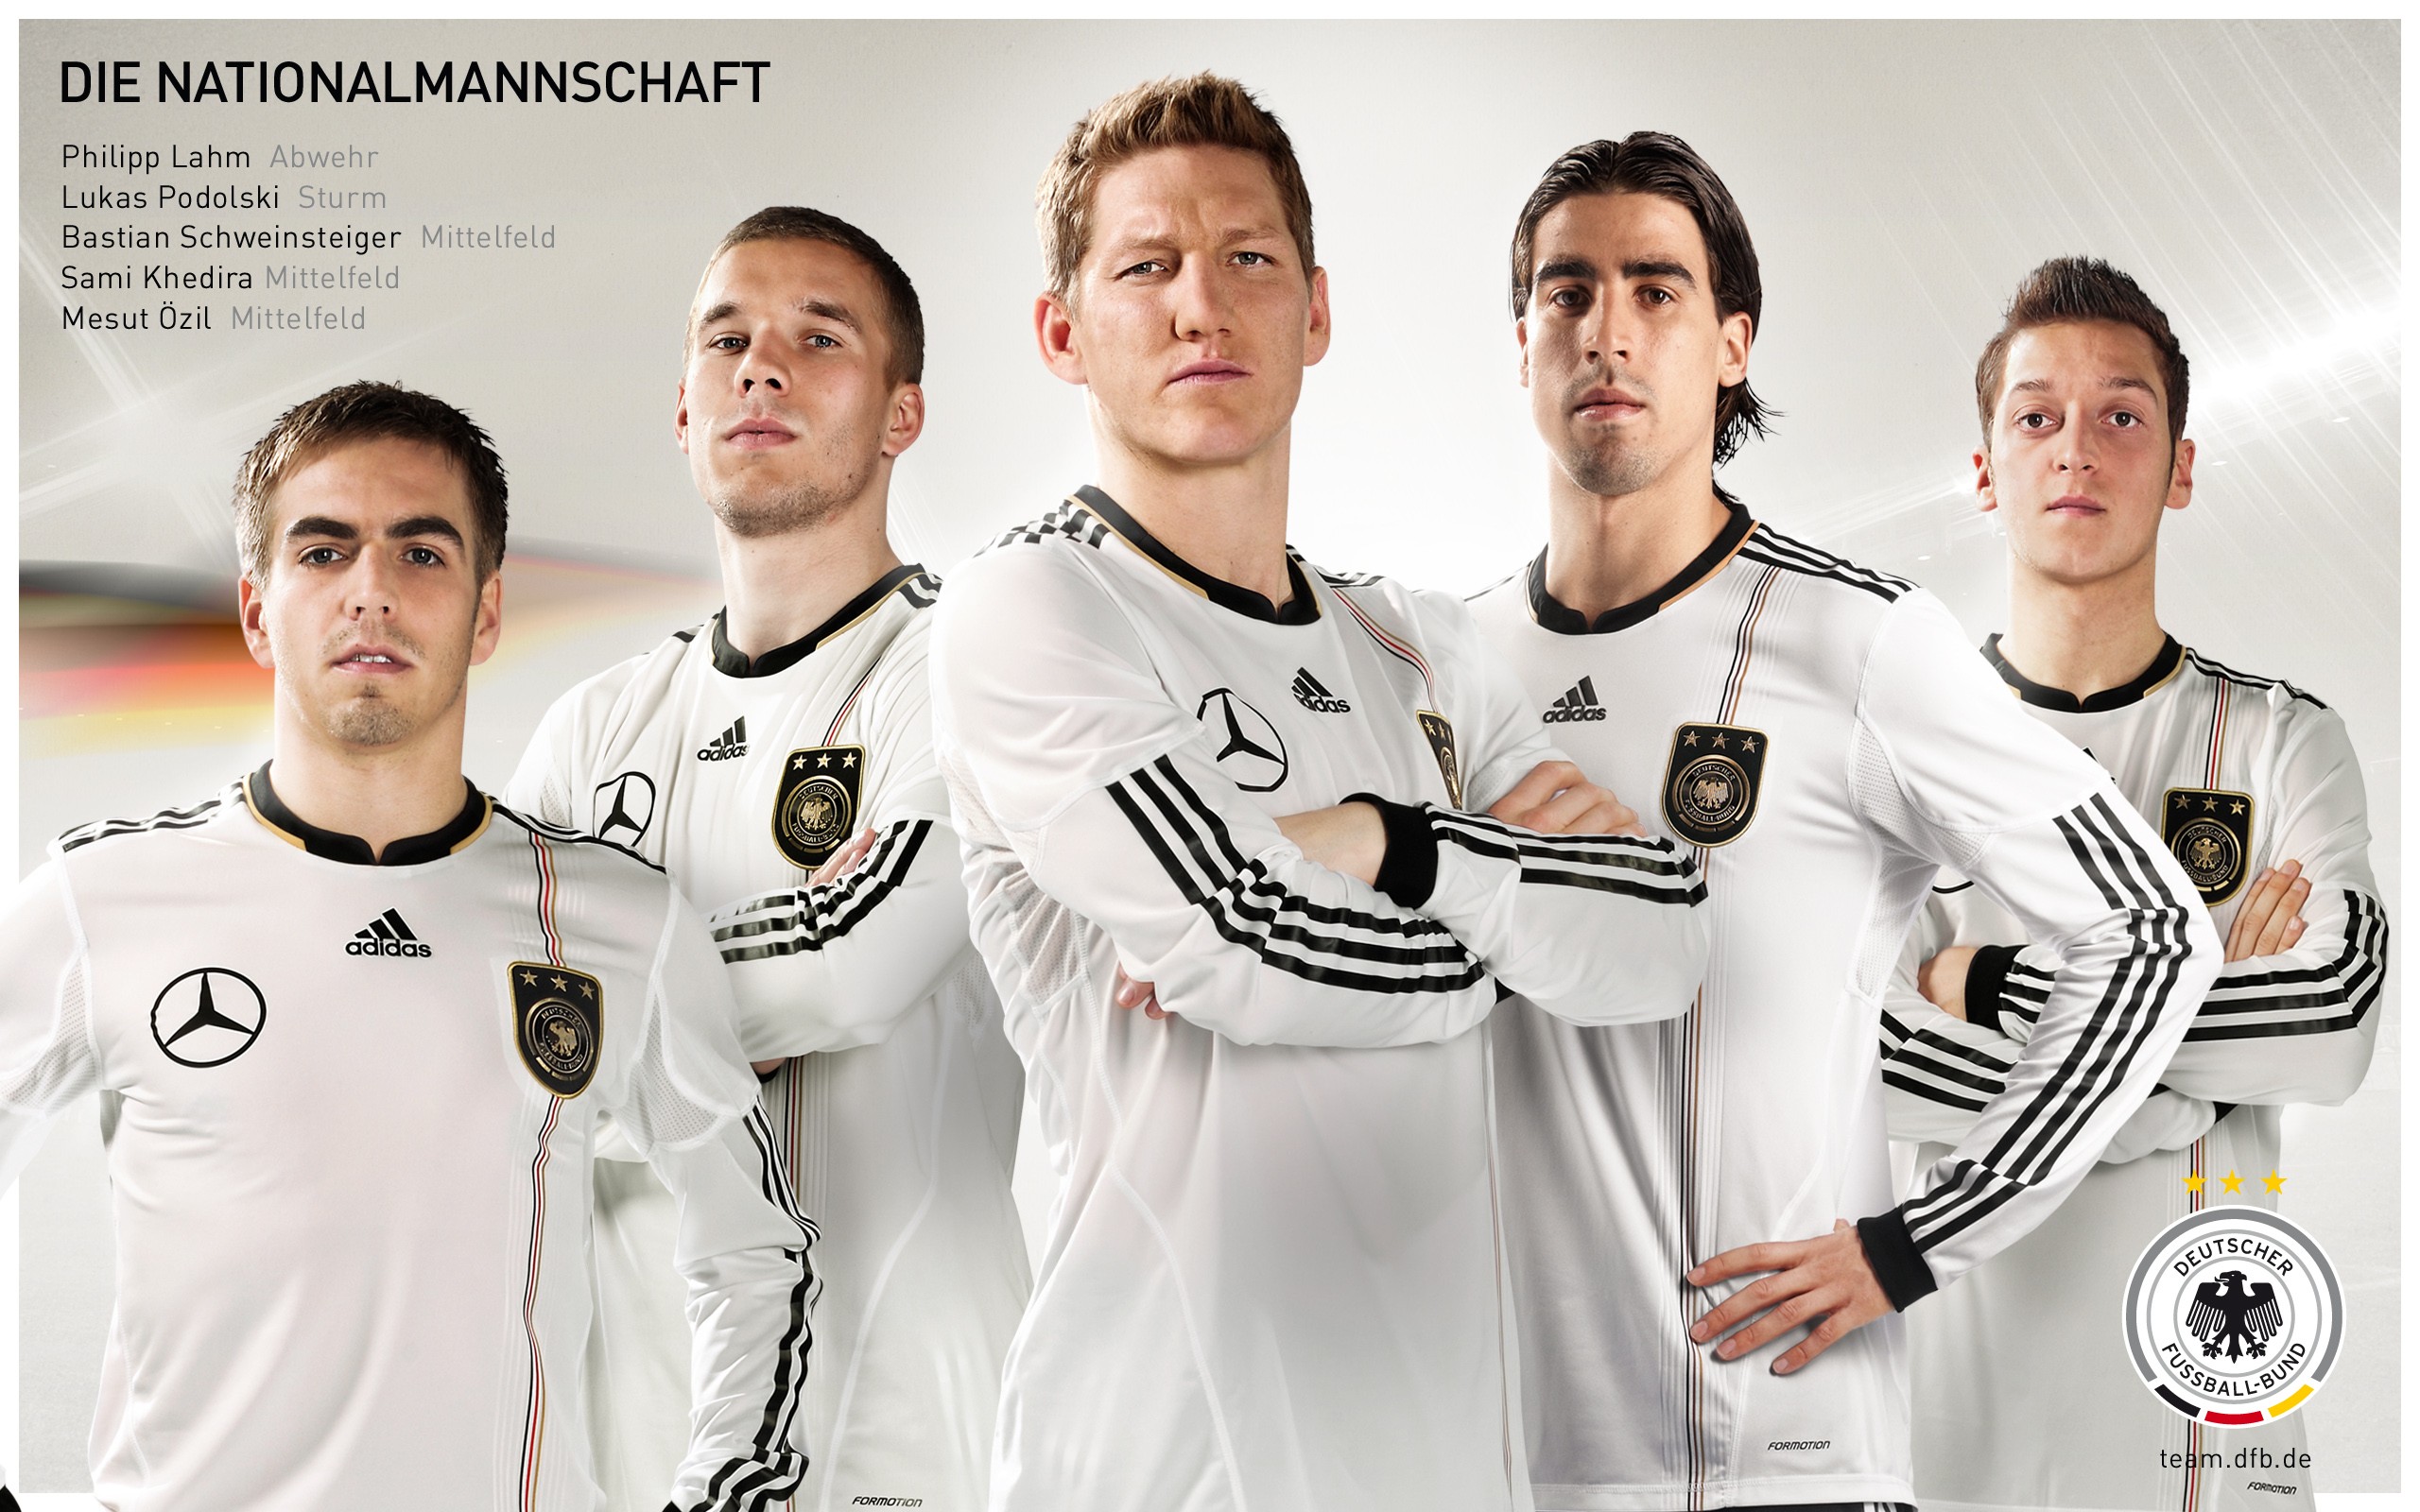 DIE NATIONALMANNSCHAFT
Philipp Lahm Abwehr
Lukas Podolski Sturm
Bastian Schweinsteiger Mittelfeld
Sami Khedira Mittelfeld
Mesut Özil Mittelfeld
adidas
adidas
adidas
adidas
DEUTSCHER
FUSSBALL-BUND
team.dfb.de
FORMOTION
FORMOTION
FORMOTION